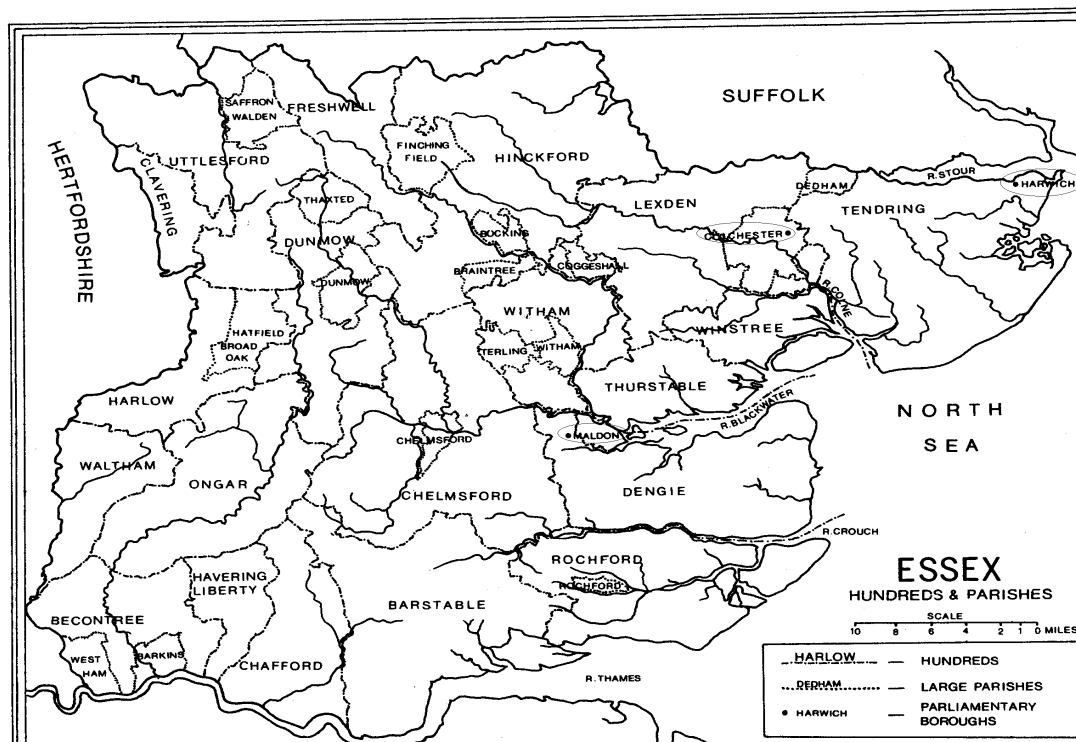 SUFFOLK
HERTFORDSHIRE
SAFFRON
WALDEN
FRESHWELL
UTTLESFORD
CLAVERING
FINCHING
FIELD
HINCKFORD
LEXDEN
DEDHAM
R.STOUR
HARWICH
TENDRING
THAXTED
DUNMOW
DUNMOW
BOCKING
BRAINTREE
COGGESHALL
COLCHESTER
R.COLNE
WITHAM
WINSTREE
HATFIELD
BROAD
OAK
TERLING
WITHAM
THURSTABLE
HARLOW
R.BLACKWATER
NORTH
SEA
CHELMSFORD
MALDON
WALTHAM
ONGAR
CHELMSFORD
DENGIE
R.CROUCH
ROCHFORD
ROCHFORD
HAVERING
LIBERTY
BARSTABLE
BECONTREE
WEST
HAM
BARKING
CHAFFORD
R.THAMES
ESSEX
HUNDREDS & PARISHES
SCALE
10 8 6 4 2 1 0 MILES
HARLOW — HUNDREDS
DEDHAM — LARGE PARISHES
HARWICH — PARLIAMENTARY
BOROUGHS